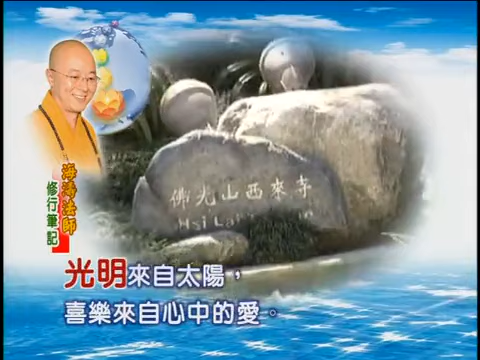 海濤法師
修行筆記
佛光山西來寺
Hsi Lai
光明來自太陽，
喜樂來自心中的愛。